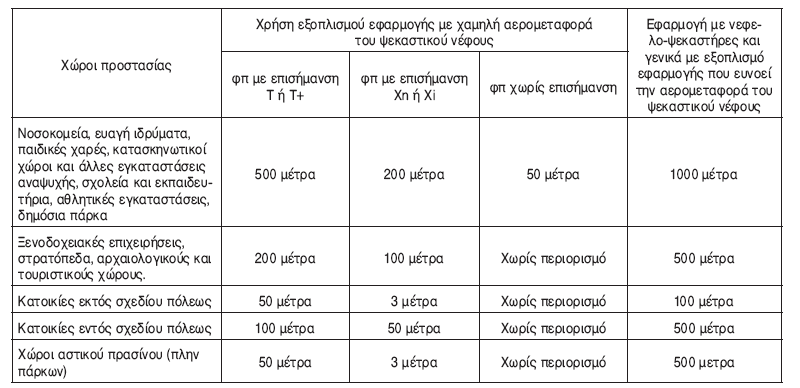 Χώροι προστασίας
Χρήση εξοπλισμού εφαρμογής με χαμηλή αερομεταφορά
του ψεκαστικού νέφους
Εφαρμογή με νεφε-
λο-ψεκαστήρες και
γενικά με εξοπλισμό
εφαρμογής που ευνοεί
την αερομεταφορά του
ψεκαστικού νέφους
φπ με επισήμανση
Τ ή Τ+
φπ με επισήμανση
Xn ή Xi
φπ χωρίς επισήμανση
Νοσοκομεία, ευαγή ιδρύματα,
παιδικές χαρές, κατασκηνωτικοί
χώροι και άλλες εγκαταστάσεις
αναψυχής, σχολεία και εκπαιδευ-
τήρια, αθλητικές εγκαταστάσεις,
δημόσια πάρκα
500 μέτρα
200 μέτρα
50 μέτρα
1000 μέτρα
Ξενοδοχειακές επιχειρήσεις,
στρατόπεδα, αρχαιολογικούς και
τουριστικούς χώρους.
200 μέτρα
100 μέτρα
Χωρίς περιορισμό
500 μέτρα
Κατοικίες εκτός σχεδίου πόλεως
50 μέτρα
3 μέτρα
Χωρίς περιορισμό
100 μέτρα
Κατοικίες εντός σχεδίου πόλεως
100 μέτρα
50 μέτρα
Χωρίς περιορισμό
500 μέτρα
Χώροι αστικού πρασίνου (πλην
πάρκων)
50 μέτρα
3 μέτρα
Χωρίς περιορισμό
500 μετρα